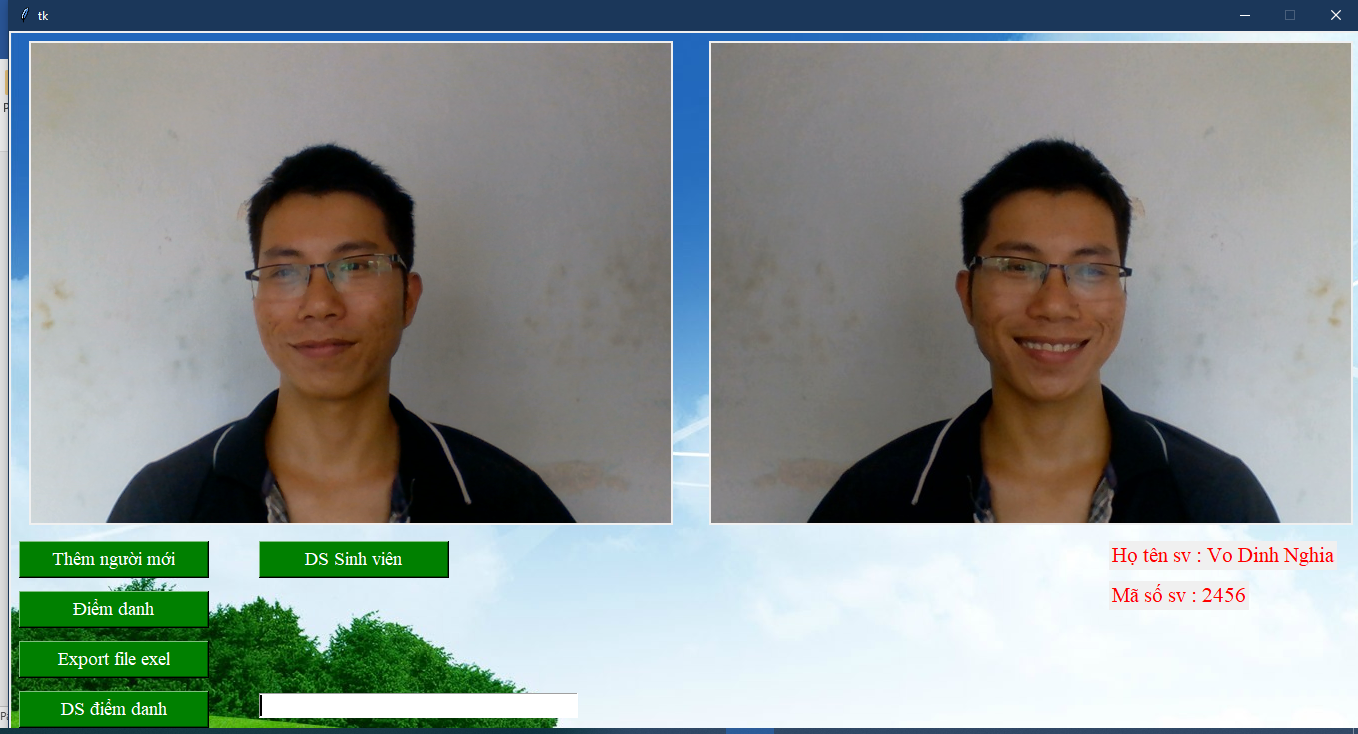 tk
Thêm người mới
DS Sinh viên
Họ tên sv : Vo Dinh Nghia
Điểm danh
Mã số sv : 2456
Export file exel
DS điểm danh